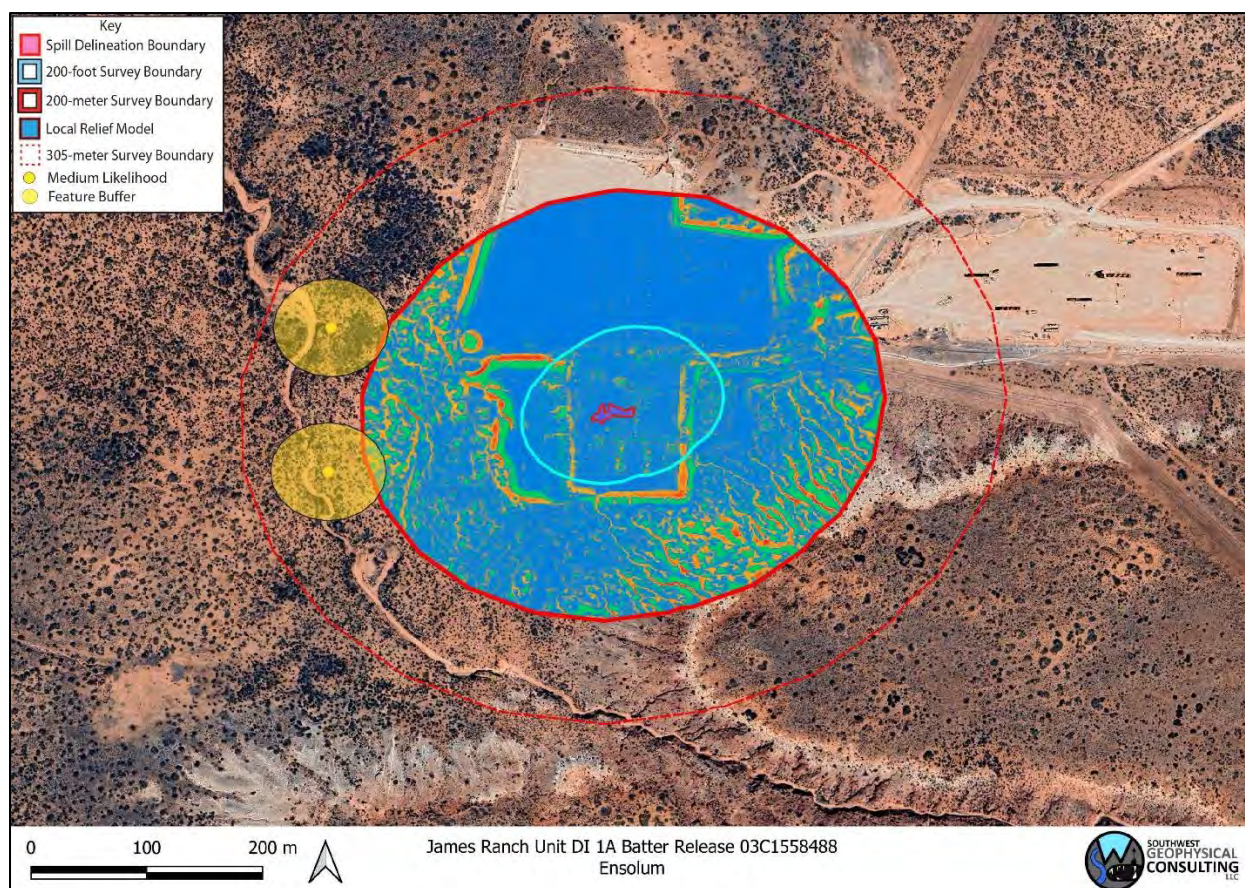 Key
Spill Delineation Boundary
200-foot Survey Boundary
200-meter Survey Boundary
Local Relief Model
305-meter Survey Boundary
Medium Likelihood
Feature Buffer
0 100 200 m
James Ranch Unit DI 1A Batter Release 03C1558488
Ensolum
SOUTHWEST
GEOPHYSICAL
CONSULTING
LLC